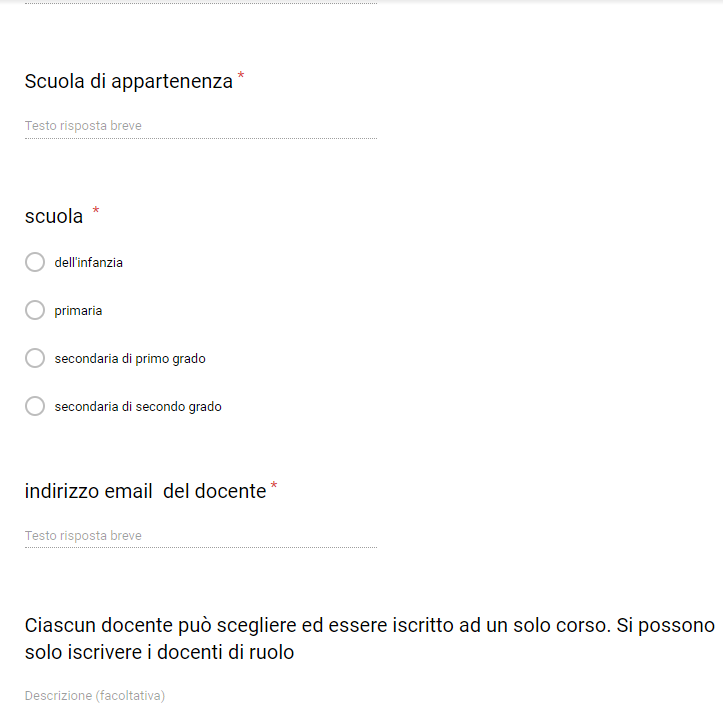 Scuola di appartenenza *
Testo risposta breve
scuola *
dell'infanzia
primaria
secondaria di primo grado
secondaria di secondo grado
indirizzo email  del docente *
Testo risposta breve
Ciascun docente può scegliere ed essere iscritto ad un solo corso. Si possono
solo iscrivere i docenti di ruolo
Descrizione (facoltativa)